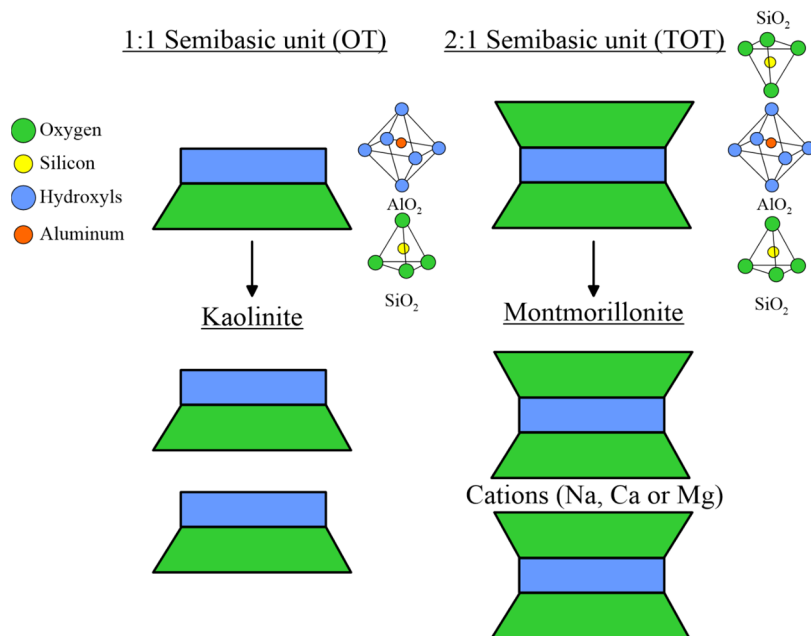 1:1 Semibasic unit (OT)
2:1 Semibasic unit (TOT)
SiO₂
Oxygen
Silicon
Hydroxyls
Aluminum
AlO₂
SiO₂
AlO₂
SiO₂
Kaolinite
Montmorillonite
Cations (Na, Ca or Mg)